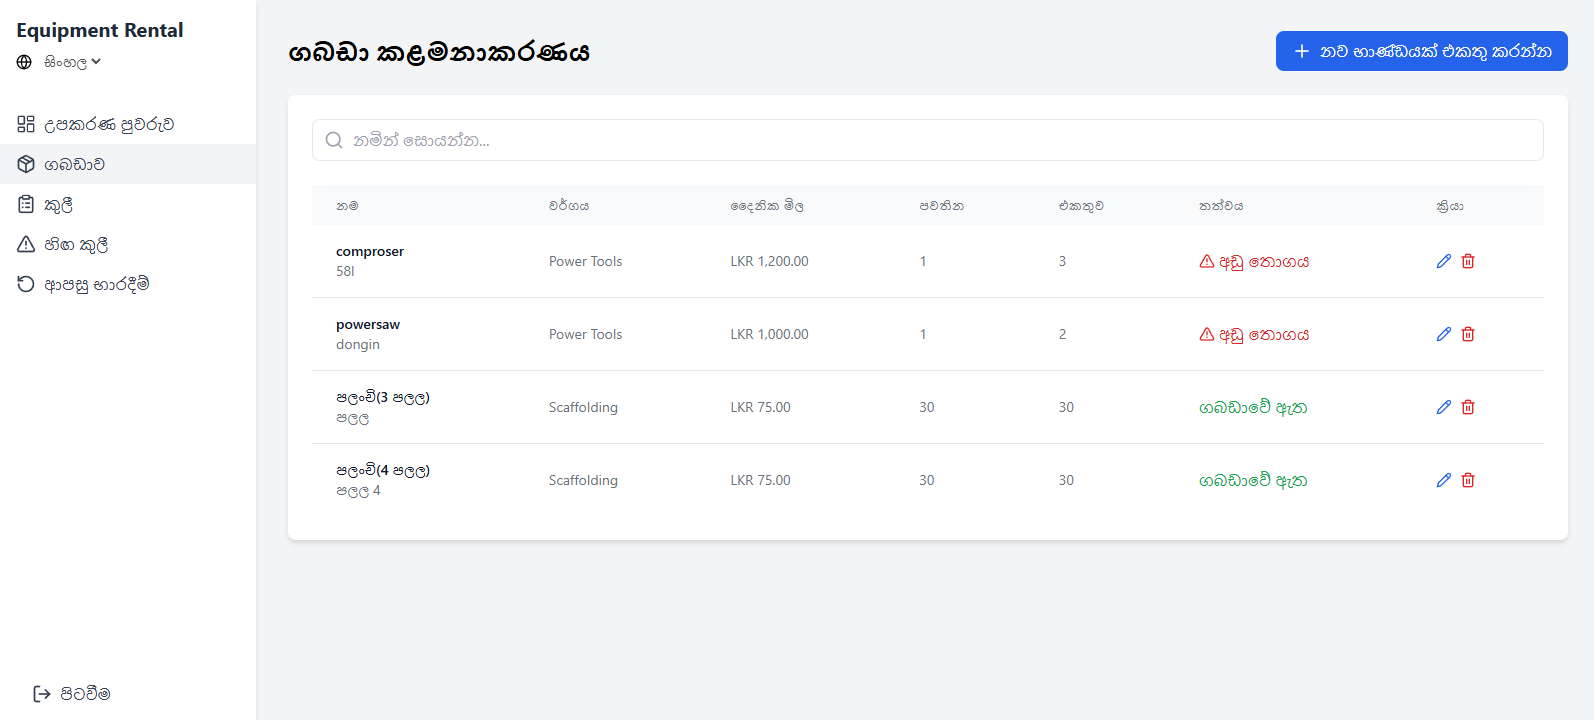 Equipment Rental
සිංහල
උපකරණ පුවරුව
ගබඩාව
කුලී
හිඟ කුලී
ආපසු භාරදීම්
පිටවීම
ගබඩා කළමනාකරණය
නව භාණ්ඩයක් එකතු කරන්න
නමින් සොයන්න...
නම වර්ගය දෛනික මිල පවතින එකතුව තත්වය ක්‍රියා
comproser
58l
Power Tools LKR 1,200.00 1 3 අඩු තොගය
powersaw
dongin
Power Tools LKR 1,000.00 1 2 අඩු තොගය
පලංචි(3 පලල)
පලල
Scaffolding LKR 75.00 30 30 ගබඩාවේ ඇත
පලංචි(4 පලල)
පලල 4
Scaffolding LKR 75.00 30 30 ගබඩාවේ ඇත